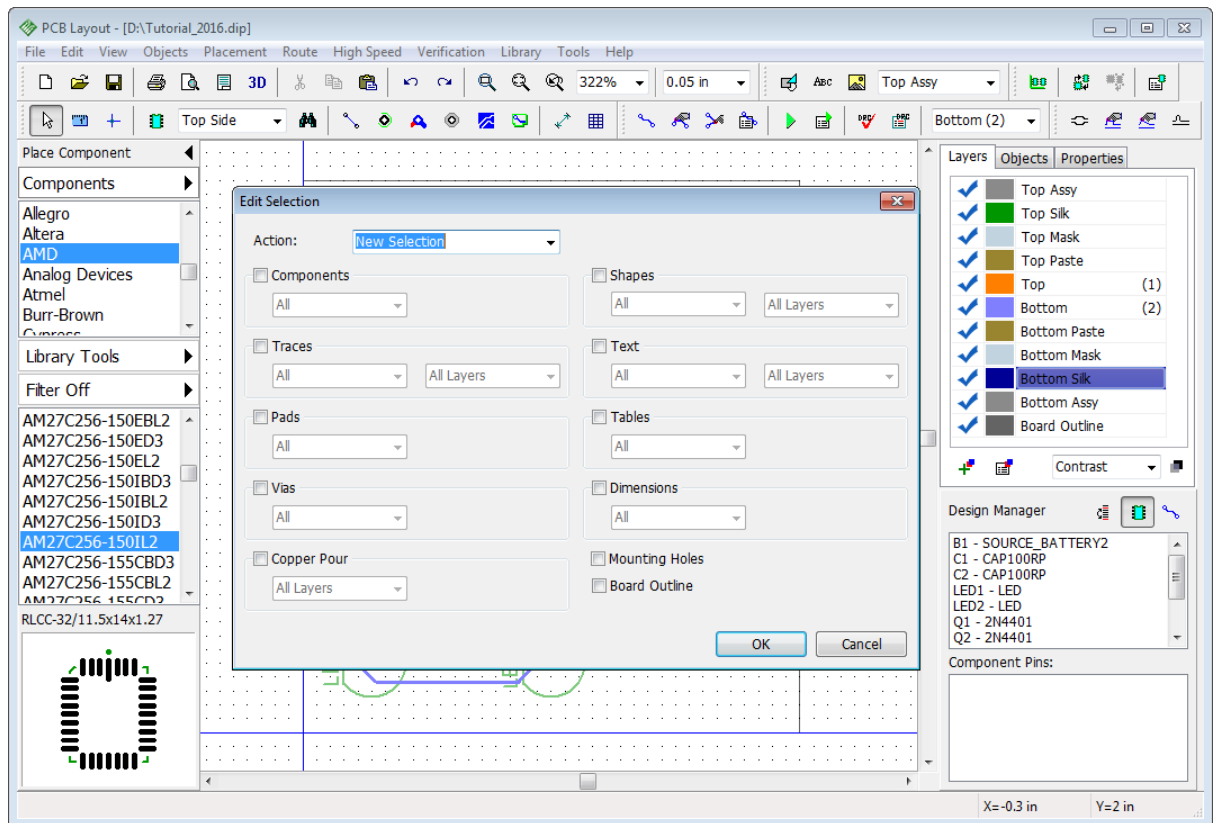 PCB Layout - [D:\Tutorial_2016.dip]
File Edit View Objects Placement Route High Speed Verification Library Tools Help
3D 322% 0.05 in ABC Top Assy
Top Side DRC DRC Bottom (2)
Place Component
Components
Allegro
Altera
AMD
Analog Devices
Atmel
Burr-Brown
Cypress
Library Tools
Filter Off
AM27C256-150EBL2
AM27C256-150ED3
AM27C256-150EL2
AM27C256-150IBD3
AM27C256-150IBL2
AM27C256-150ID3
AM27C256-150IL2
AM27C256-155CBD3
AM27C256-155CBL2
AM27C256-155CD3
RLCC-32/11.5x14x1.27
Edit Selection
Action: New Selection
Components
All
Traces
All All Layers
Pads
All
Vias
All
Copper Pour
All Layers
Shapes
All All Layers
Text
All All Layers
Tables
All
Dimensions
All
Mounting Holes
Board Outline
OK Cancel
Layers Objects Properties
Top Assy
Top Silk
Top Mask
Top Paste
Top (1)
Bottom (2)
Bottom Paste
Bottom Mask
Bottom Silk
Bottom Assy
Board Outline
Contrast
Design Manager
B1 - SOURCE_BATTERY2
C1 - CAP100RP
C2 - CAP100RP
LED1 - LED
LED2 - LED
Q1 - 2N4401
Q2 - 2N4401
Component Pins:
X=-0.3 in Y=2 in